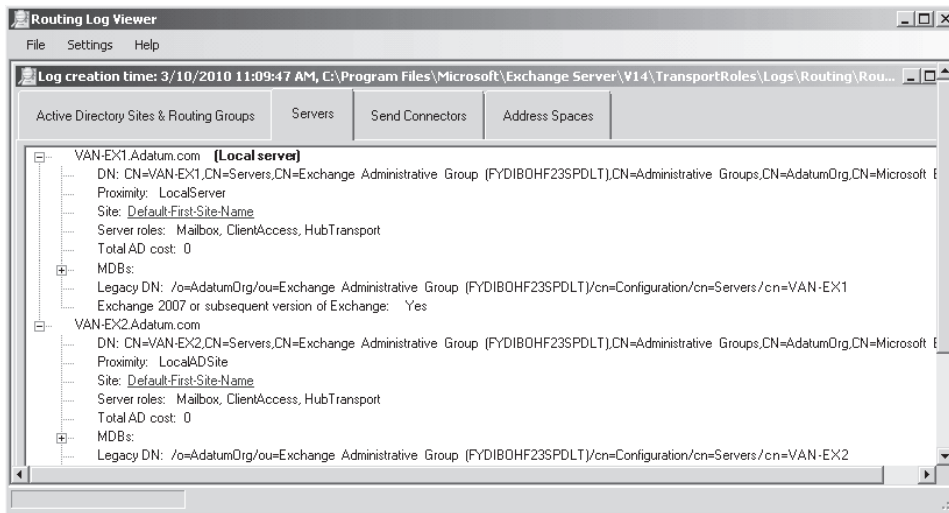 Routing Log Viewer
File Settings Help
Log creation time: 3/10/2010 11:09:47 AM, C:\Program Files\Microsoft\Exchange Server\V14\TransportRoles\Logs\Routing\Rou...
Active Directory Sites & Routing Groups Servers Send Connectors Address Spaces
VAN-EX1.Adatum.com (Local server)
DN: CN=VAN-EX1,CN=Servers,CN=Exchange Administrative Group (FYDIBOHF23SPDLT),CN=Administrative Groups,CN=AdatumOrg,CN=Microsoft E
Proximity: LocalServer
Site: Default-First-Site-Name
Server roles: Mailbox, ClientAccess, HubTransport
Total AD cost: 0
MDBs:
Legacy DN: /o=AdatumOrg/ou=Exchange Administrative Group (FYDIBOHF23SPDLT)/cn=Configuration/cn=Servers/cn=VAN-EX1
Exchange 2007 or subsequent version of Exchange: Yes
VAN-EX2.Adatum.com
DN: CN=VAN-EX2,CN=Servers,CN=Exchange Administrative Group (FYDIBOHF23SPDLT),CN=Administrative Groups,CN=AdatumOrg,CN=Microsoft E
Proximity: LocalADSite
Site: Default-First-Site-Name
Server roles: Mailbox, ClientAccess, HubTransport
Total AD cost: 0
MDBs:
Legacy DN: /o=AdatumOrg/ou=Exchange Administrative Group (FYDIBOHF23SPDLT)/cn=Configuration/cn=Servers/cn=VAN-EX2